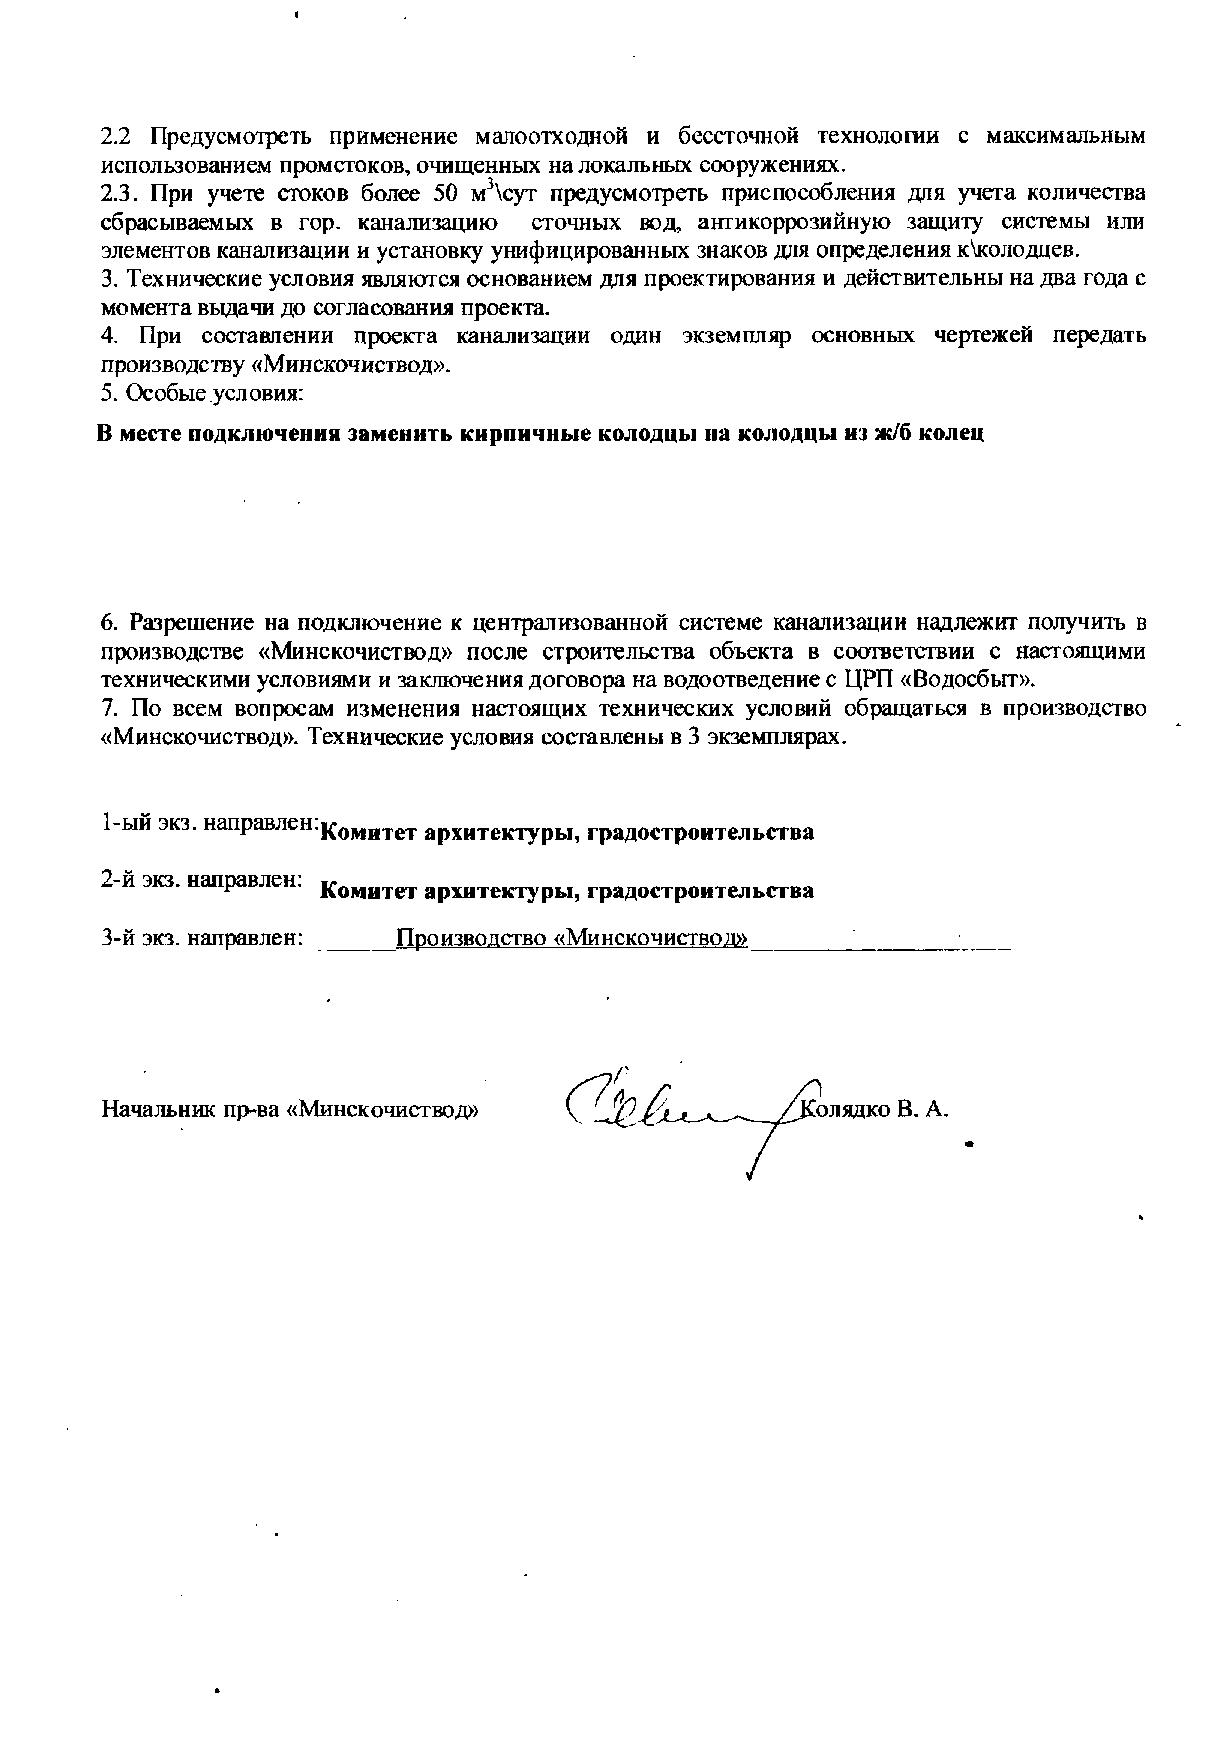 2.2 Предусмотреть применение малоотходной и бессточной технологии с максимальным
использованием промстоков, очищенных на локальных сооружениях.
2.3. При учете стоков более 50 м³\сут предусмотреть приспособления для учета количества
сбрасываемых в гор. канализацию сточных вод, антикоррозийную защиту системы или
элементов канализации и установку унифицированных знаков для определения к\колодцев.
3. Технические условия являются основанием для проектирования и действительны на два года с
момента выдачи до согласования проекта.
4. При составлении проекта канализации один экземпляр основных чертежей передать
производству «Минскочиствод».
5. Особые условия:
В месте подключения заменить кирпичные колодцы на колодцы из ж/б колец
6. Разрешение на подключение к централизованной системе канализации надлежит получить в
производстве «Минскочиствод» после строительства объекта в соответствии с настоящими
техническими условиями и заключения договора на водоотведение с ЦРП «Водосбыт».
7. По всем вопросам изменения настоящих технических условий обращаться в производство
«Минскочиствод». Технические условия составлены в 3 экземплярах.
1-ый экз. направлен: Комитет архитектуры, градостроительства
2-й экз. направлен: Комитет архитектуры, градостроительства
3-й экз. направлен: Производство «Минскочиствод»
Начальник пр-ва «Минскочиствод» Колядко В. А.